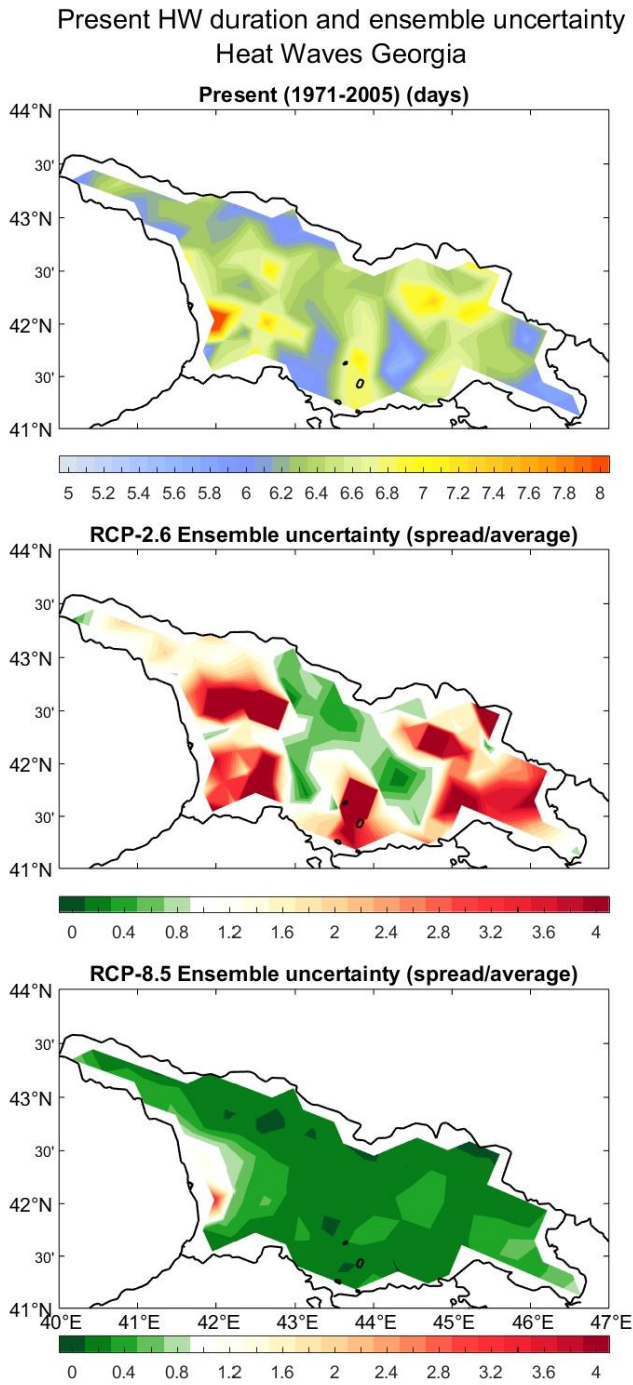 Present HW duration and ensemble uncertainty
Heat Waves Georgia
Present (1971-2005) (days)
44°N
30'
43°N
30'
42°N
30'
41°N
5 5.2 5.4 5.6 5.8 6 6.2 6.4 6.6 6.8 7 7.2 7.4 7.6 7.8 8
RCP-2.6 Ensemble uncertainty (spread/average)
44°N
30'
43°N
30'
42°N
30'
41°N
0 0.4 0.8 1.2 1.6 2 2.4 2.8 3.2 3.6 4
RCP-8.5 Ensemble uncertainty (spread/average)
44°N
30'
43°N
30'
42°N
30'
41°N
40°E 41°E 42°E 43°E 44°E 45°E 46°E 47°E
0 0.4 0.8 1.2 1.6 2 2.4 2.8 3.2 3.6 4